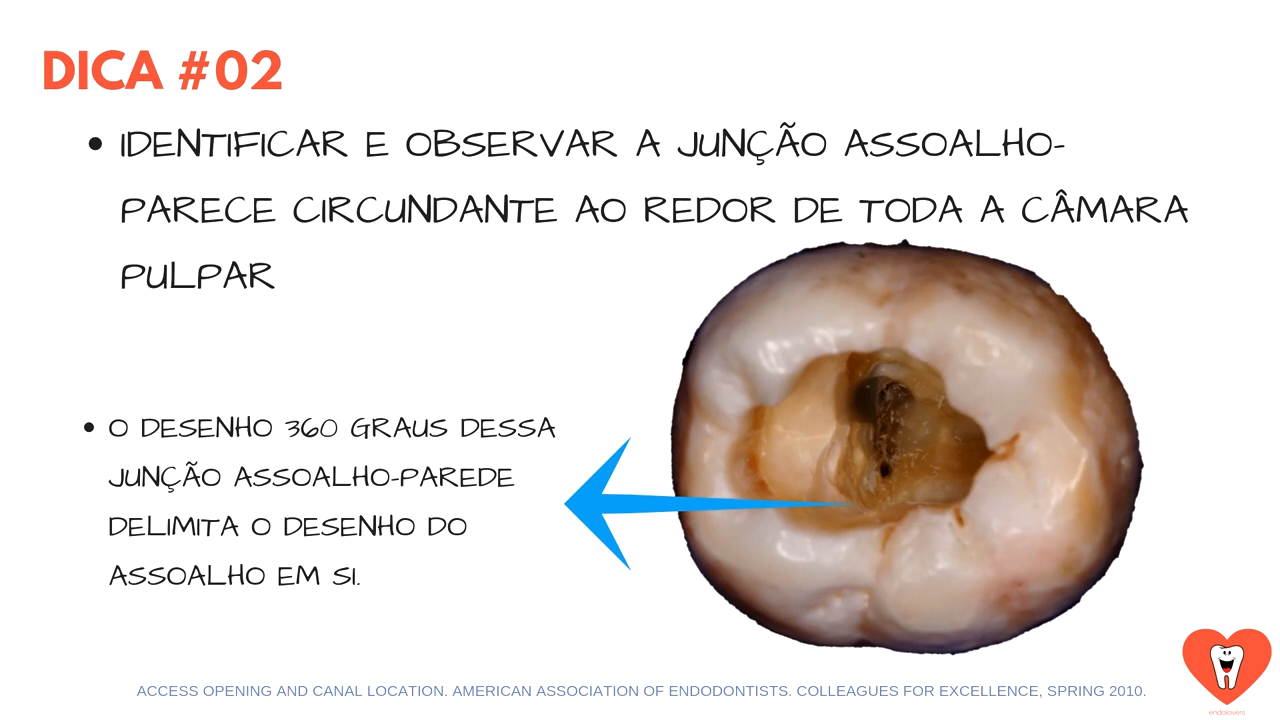 DICA #02
• IDENTIFICAR E OBSERVAR A JUNÇÃO ASSOALHO-
PARECE CIRCUNDANTE AO REDOR DE TODA A CÂMARA
PULPAR
• O DESENHO 360 GRAUS DESSA
JUNÇÃO ASSOALHO-PAREDE
DELIMITA O DESENHO DO
ASSOALHO EM SI.
ACCESS OPENING AND CANAL LOCATION. AMERICAN ASSOCIATION OF ENDODONTISTS. COLLEAGUES FOR EXCELLENCE, SPRING 2010.
endolovers